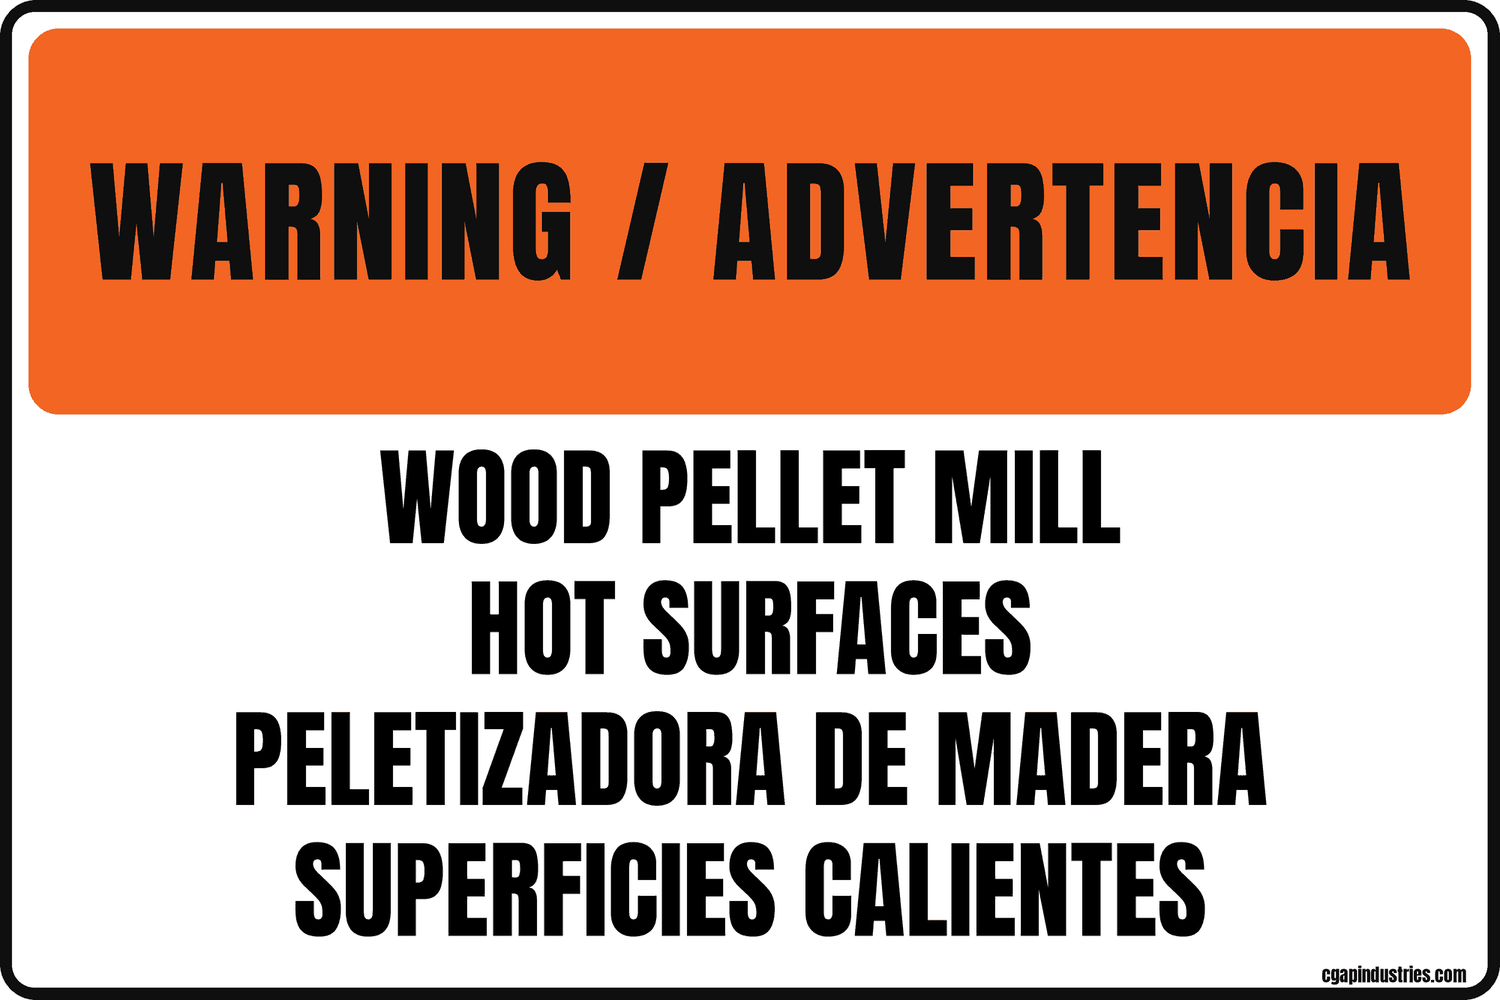 WARNING / ADVERTENCIA
WOOD PELLET MILL
HOT SURFACES
PELETIZADORA DE MADERA
SUPERFICIES CALIENTES
cgapindustries.com